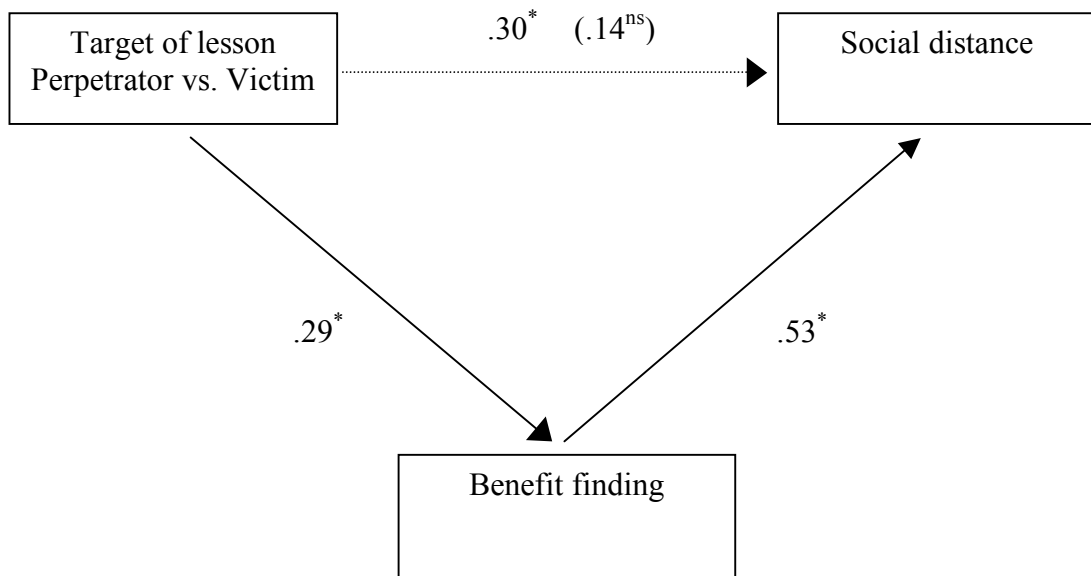 Target of lesson
Perpetrator vs. Victim
.30* (.14ns)
Social distance
.29*
.53*
Benefit finding